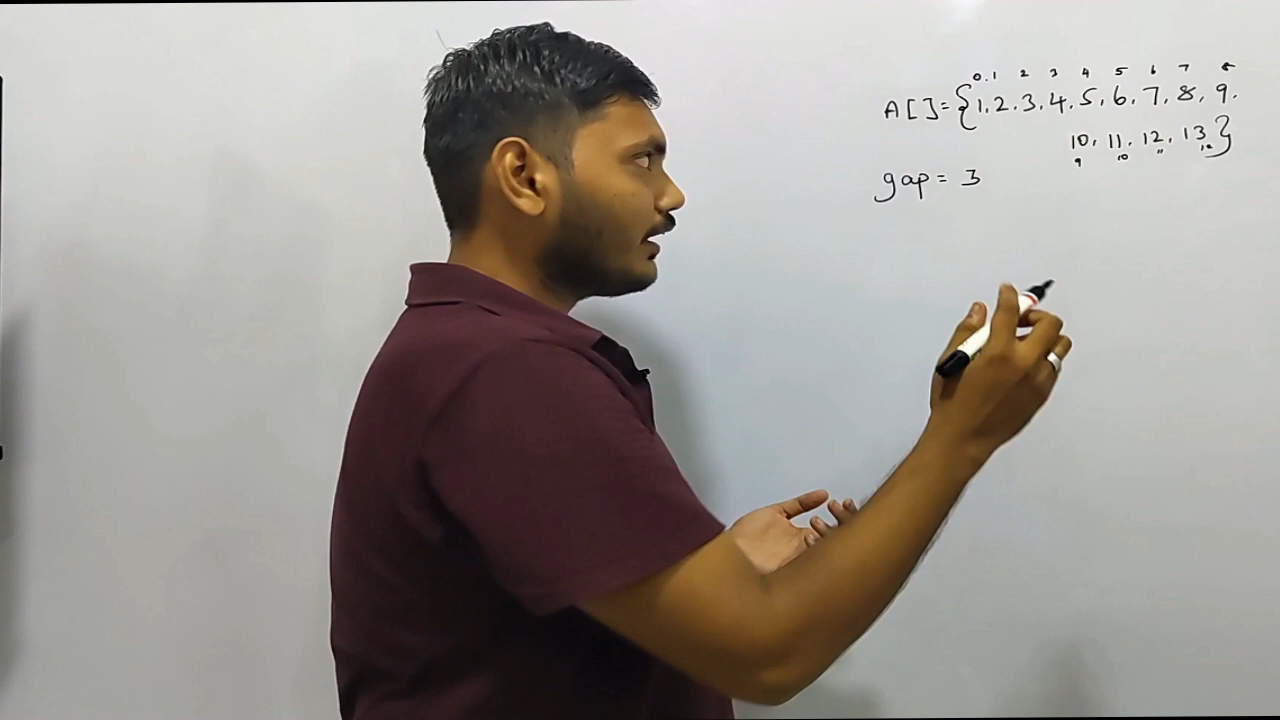 0.1 2 3 4 5 6 7 8
A[]={1,2.3,4.5,6,7,8,9.
10, 11. 12, 13}
9 10 11 12
gap = 3